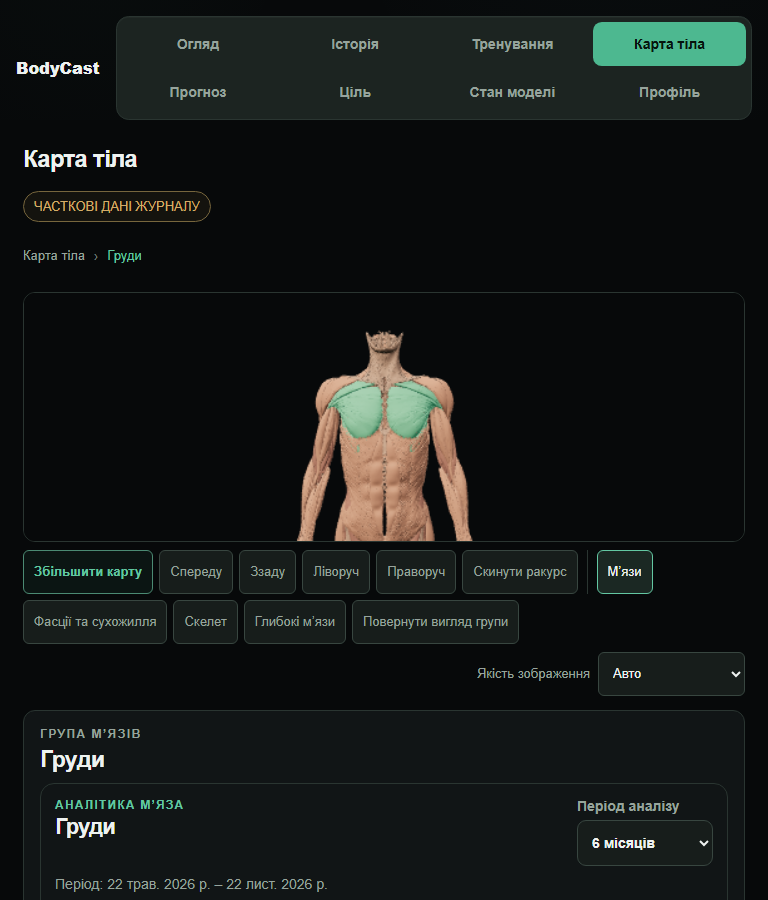 BodyCast
Огляд
Історія
Тренування
Карта тіла
Прогноз
Ціль
Стан моделі
Профіль
Карта тіла
ЧАСТКОВІ ДАНІ ЖУРНАЛУ
Карта тіла › Груди
Збільшити карту
Спереду
Ззаду
Ліворуч
Праворуч
Скинути ракурс
М’язи
Фасції та сухожилля
Скелет
Глибокі м’язи
Повернути вигляд групи
Якість зображення
Авто
ГРУПА М’ЯЗІВ
Груди
АНАЛІТИКА М’ЯЗА
Груди
Період аналізу
6 місяців
Період: 22 трав. 2026 р. – 22 лист. 2026 р.